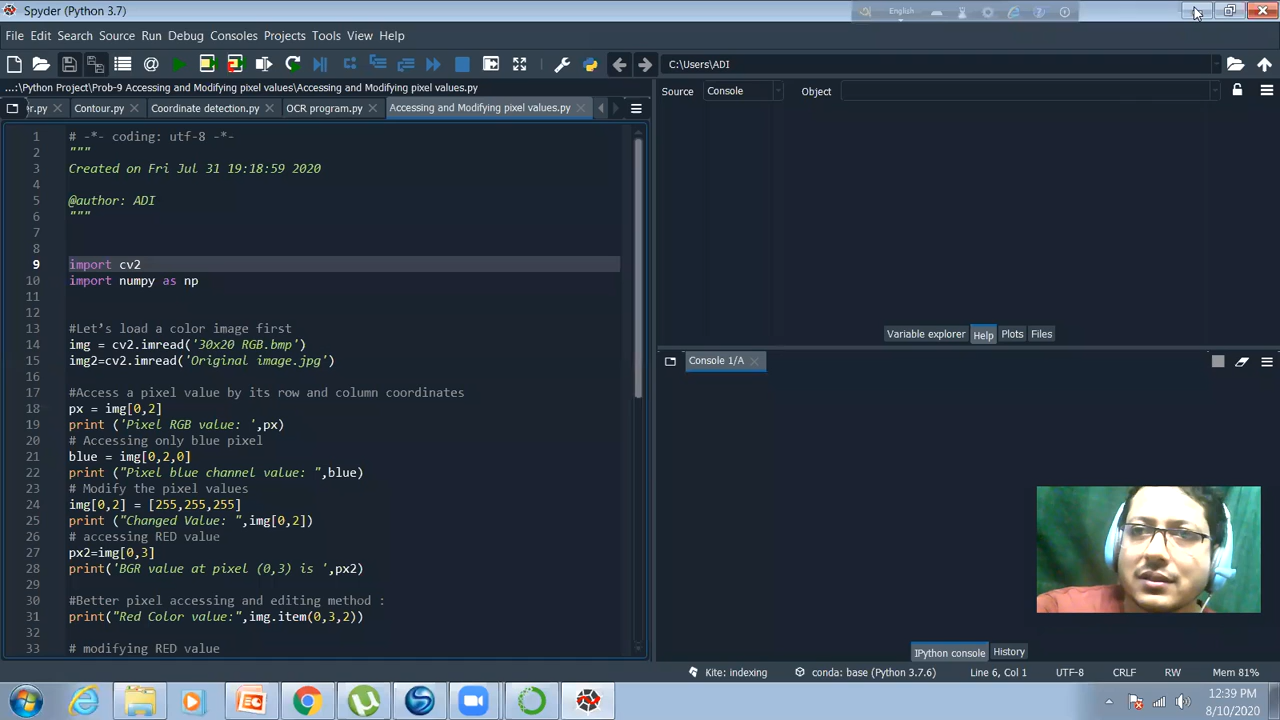 Spyder (Python 3.7)
English
File Edit Search Source Run Debug Consoles Projects Tools View Help
C:\Users\ADI
...:\Python Project\Prob-9 Accessing and Modifying pixel values\Accessing and Modifying pixel values.py
Source Console Object
er.py Contour.py Coordinate detection.py OCR program.py Accessing and Modifying pixel values.py
1 # -*- coding: utf-8 -*-
2 """
3 Created on Fri Jul 31 19:18:59 2020
4
5 @author: ADI
6 """
7
8
9 import cv2
10 import numpy as np
11
12
13 #Let’s load a color image first
14 img = cv2.imread('30x20 RGB.bmp')
15 img2=cv2.imread('Original image.jpg')
16
17 #Access a pixel value by its row and column coordinates
18 px = img[0,2]
19 print ('Pixel RGB value: ',px)
20 # Accessing only blue pixel
21 blue = img[0,2,0]
22 print ("Pixel blue channel value: ",blue)
23 # Modify the pixel values
24 img[0,2] = [255,255,255]
25 print ("Changed Value: ",img[0,2])
26 # accessing RED value
27 px2=img[0,3]
28 print('BGR value at pixel (0,3) is ',px2)
29
30 #Better pixel accessing and editing method :
31 print("Red Color value:",img.item(0,3,2))
32
33 # modifying RED value
Variable explorer Help Plots Files
Console 1/A
IPython console History
Kite: indexing conda: base (Python 3.7.6) Line 6, Col 1 UTF-8 CRLF RW Mem 81%
12:39 PM
8/10/2020